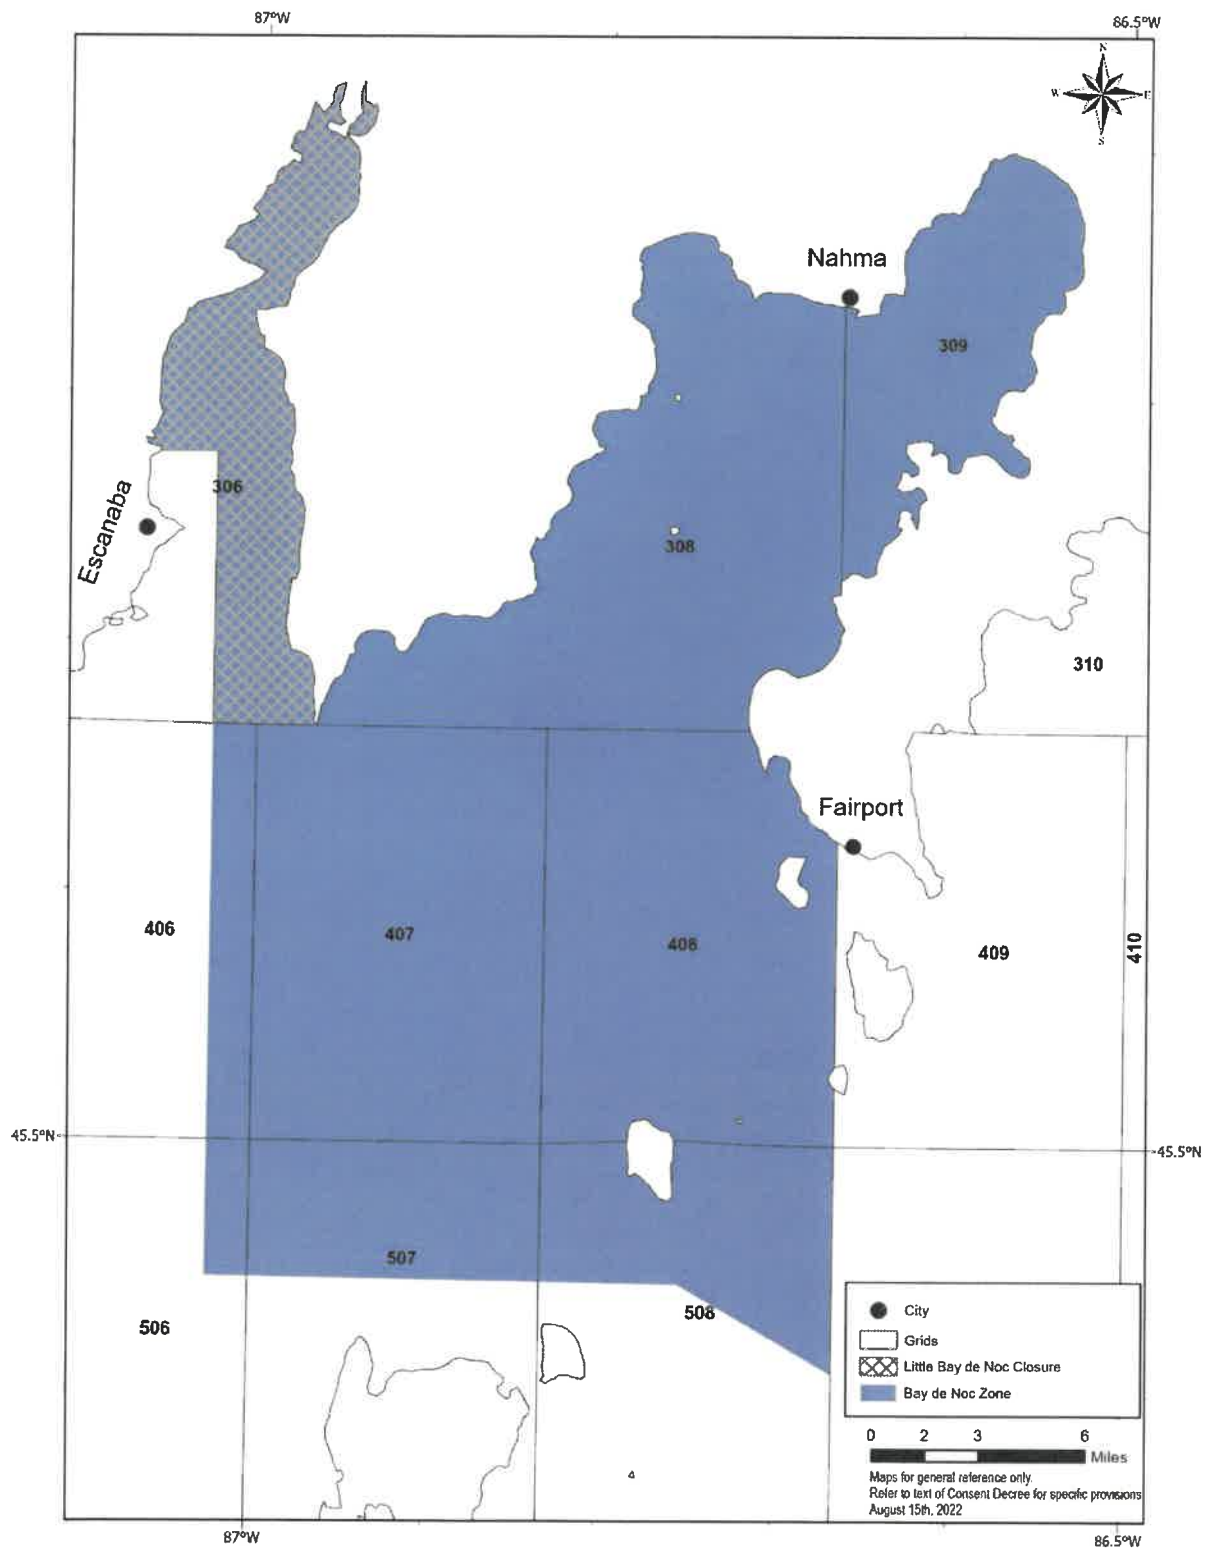 87°W
86.5°W
N
W
E
S
Nahma
309
306
Escanaba
308
310
Fairport
406
407
408
409
410
45.5°N
45.5°N
507
506
508
City
Grids
Little Bay de Noc Closure
Bay de Noc Zone
0 2 3 6
Miles
Maps for general reference only.
Refer to text of Consent Decree for specific provisions
August 15th, 2022
87°W
86.5°W